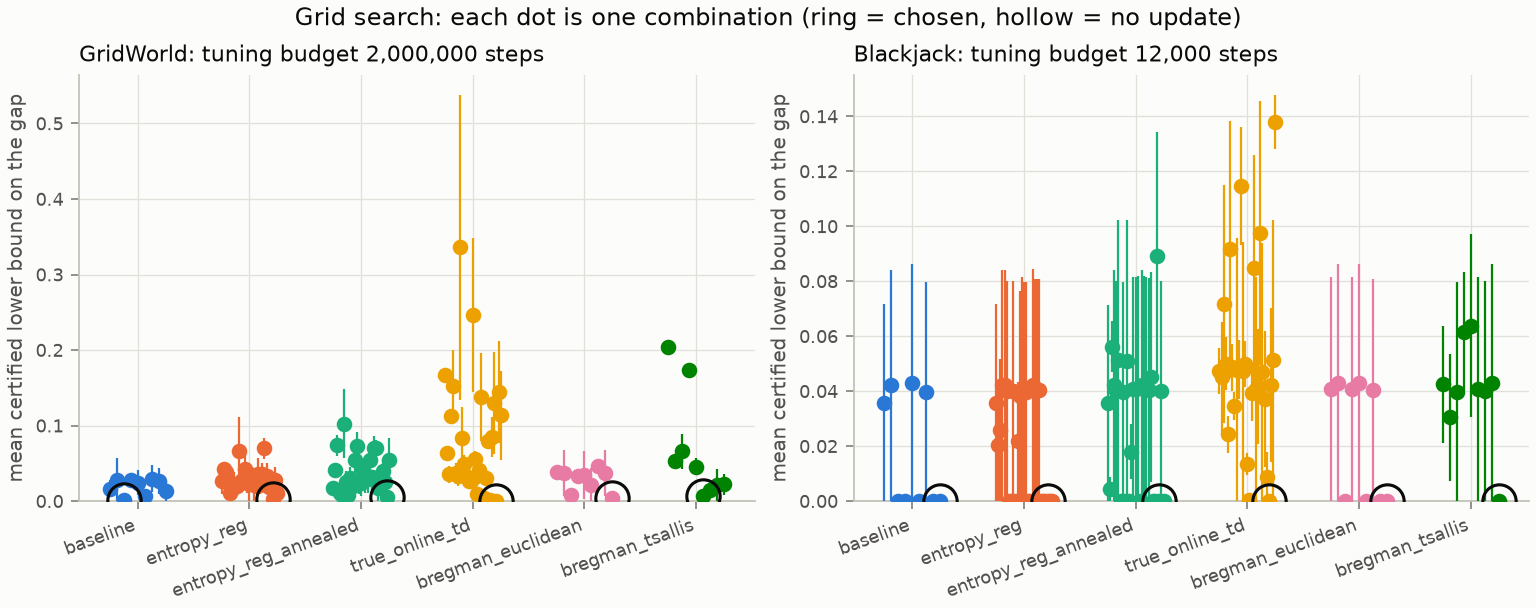 Grid search: each dot is one combination (ring = chosen, hollow = no update)
GridWorld: tuning budget 2,000,000 steps
mean certified lower bound on the gap
0.5
0.4
0.3
0.2
0.1
0.0
baseline
entropy_reg
entropy_reg_annealed
true_online_td
bregman_euclidean
bregman_tsallis
Blackjack: tuning budget 12,000 steps
mean certified lower bound on the gap
0.14
0.12
0.10
0.08
0.06
0.04
0.02
0.00
baseline
entropy_reg
entropy_reg_annealed
true_online_td
bregman_euclidean
bregman_tsallis